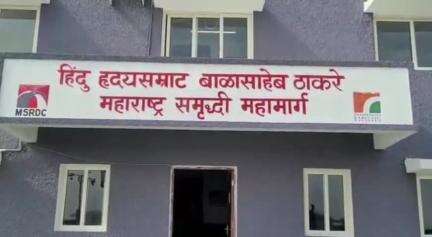 हिंदु हृदयसम्राट बाळासाहेब ठाकरे
महाराष्ट्र समृद्धी महामार्ग
MSRDC